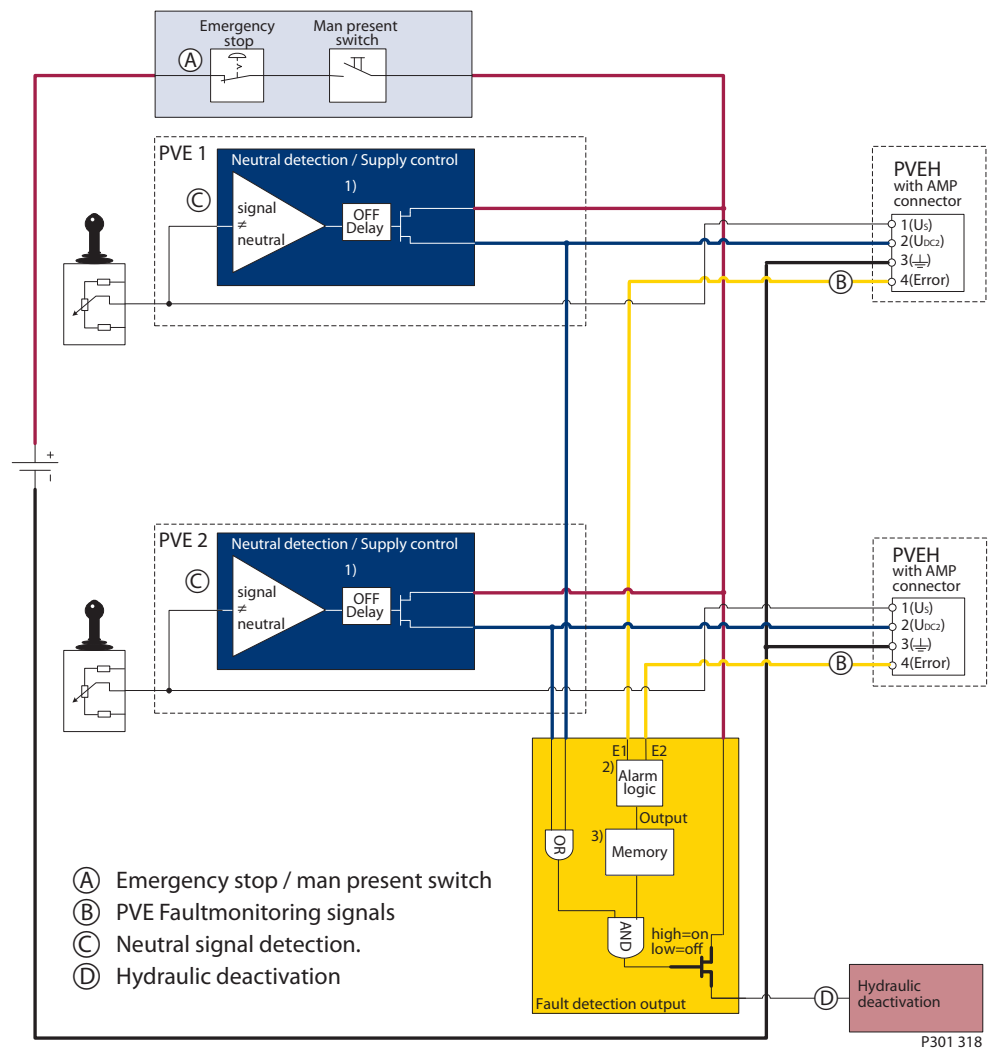 Emergency
stop
Man present
switch
A
PVE 1
Neutral detection / Supply control
1)
C
signal
≠
neutral
OFF
Delay
PVEH
with AMP
connector
1(Us)
2(UDC2)
3(⏚)
4(Error)
B
+
−
PVE 2
Neutral detection / Supply control
1)
C
signal
≠
neutral
OFF
Delay
PVEH
with AMP
connector
1(Us)
2(UDC2)
3(⏚)
4(Error)
B
E1 E2
2)
Alarm
logic
Output
3)
Memory
OR
AND
high=on
low=off
Fault detection output
D
Hydraulic
deactivation
A Emergency stop / man present switch
B PVE Faultmonitoring signals
C Neutral signal detection.
D Hydraulic deactivation
P301 318